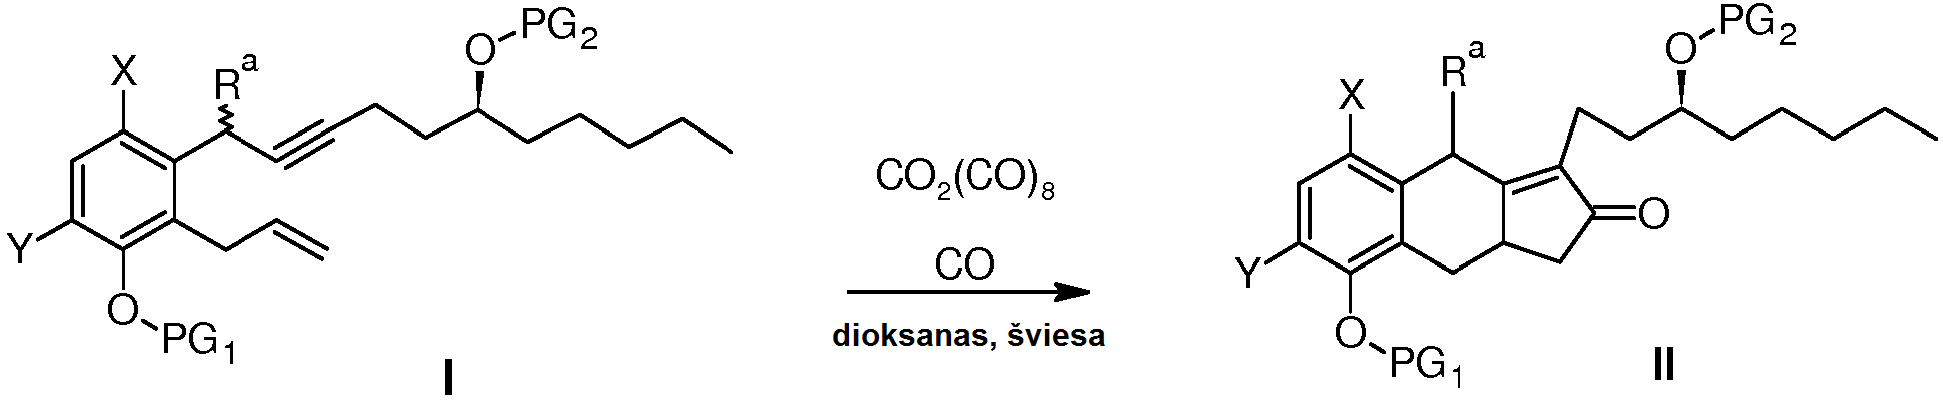 O PG₂
X Rᵃ
Y
O
PG₁
I
CO₂(CO)₈
CO
dioksanas, šviesa
O PG₂
X Rᵃ
O
Y
O
PG₁
II